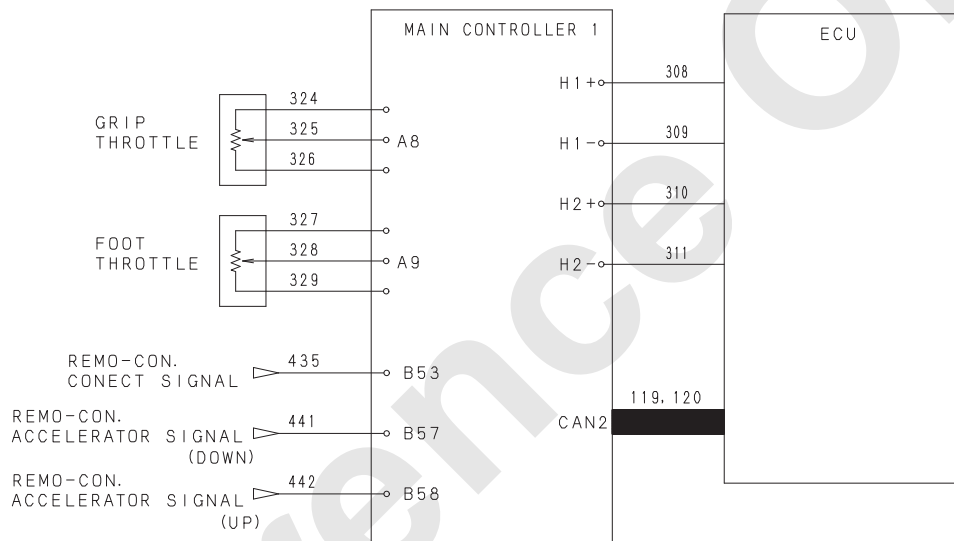 MAIN CONTROLLER 1
ECU
H1+
308
324
GRIP
THROTTLE
325
A8
H1-
309
326
H2+
310
327
FOOT
THROTTLE
328
A9
H2-
311
329
REMO-CON.
CONECT SIGNAL
435
B53
119, 120
CAN2
REMO-CON.
ACCELERATOR SIGNAL
(DOWN)
441
B57
REMO-CON.
ACCELERATOR SIGNAL
(UP)
442
B58
rence O